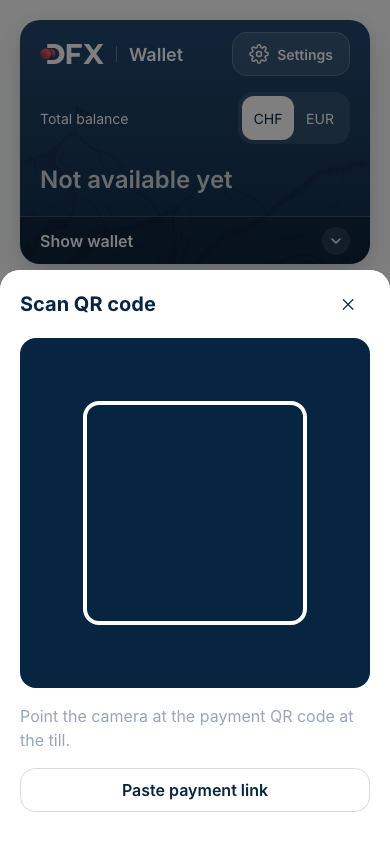 DFX Wallet Settings
Total balance CHF EUR
Not available yet
Show wallet
Scan QR code
Point the camera at the payment QR code at
the till.
Paste payment link